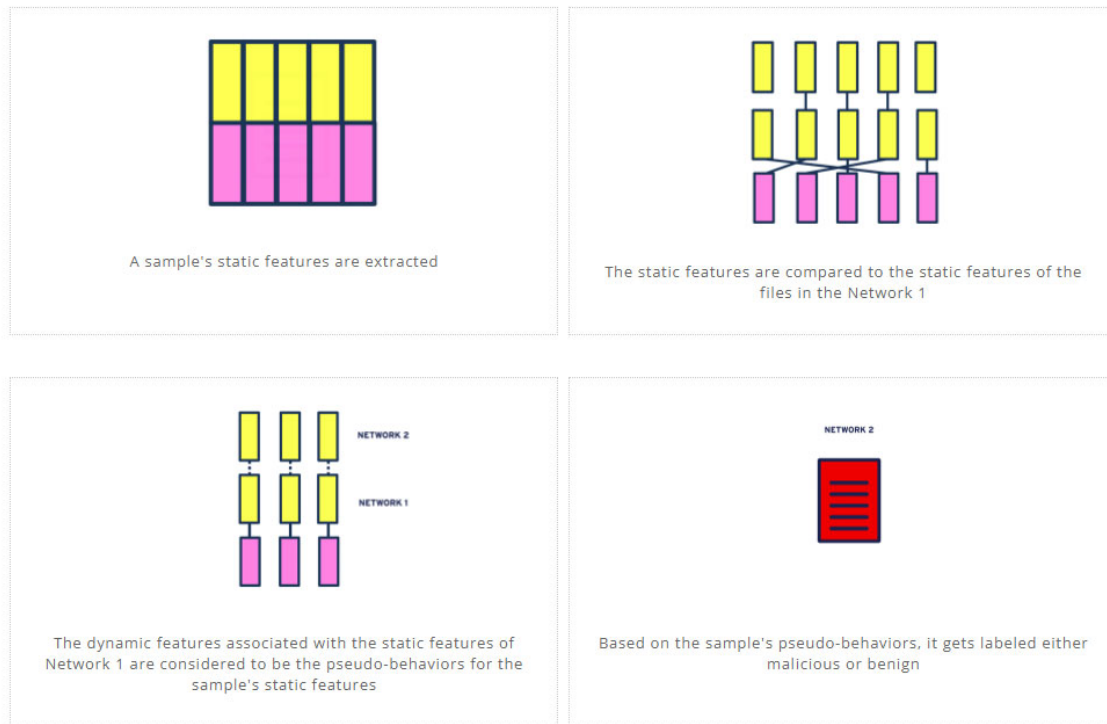 A sample's static features are extracted
The static features are compared to the static features of the
files in the Network 1
NETWORK 2
NETWORK 1
The dynamic features associated with the static features of
Network 1 are considered to be the pseudo-behaviors for the
sample's static features
NETWORK 2
Based on the sample's pseudo-behaviors, it gets labeled either
malicious or benign